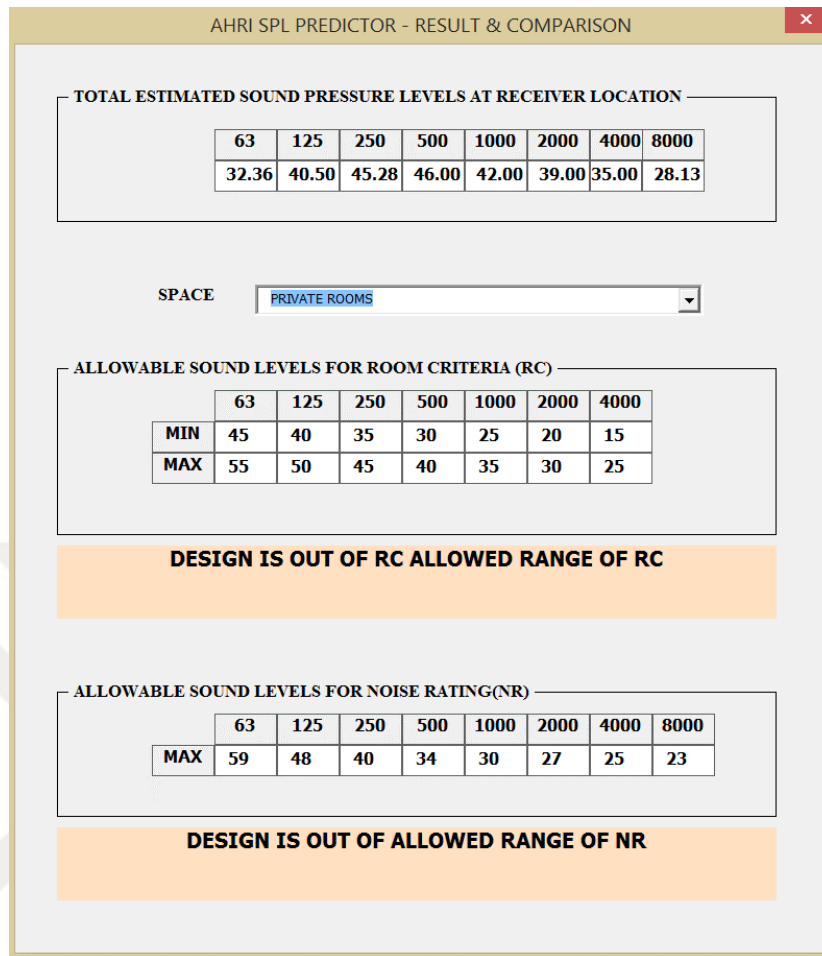 AHRI SPL PREDICTOR - RESULT & COMPARISON
TOTAL ESTIMATED SOUND PRESSURE LEVELS AT RECEIVER LOCATION
63 125 250 500 1000 2000 4000 8000
32.36 40.50 45.28 46.00 42.00 39.00 35.00 28.13
SPACE PRIVATE ROOMS
ALLOWABLE SOUND LEVELS FOR ROOM CRITERIA (RC)
63 125 250 500 1000 2000 4000
MIN 45 40 35 30 25 20 15
MAX 55 50 45 40 35 30 25
DESIGN IS OUT OF RC ALLOWED RANGE OF RC
ALLOWABLE SOUND LEVELS FOR NOISE RATING(NR)
63 125 250 500 1000 2000 4000 8000
MAX 59 48 40 34 30 27 25 23
DESIGN IS OUT OF ALLOWED RANGE OF NR